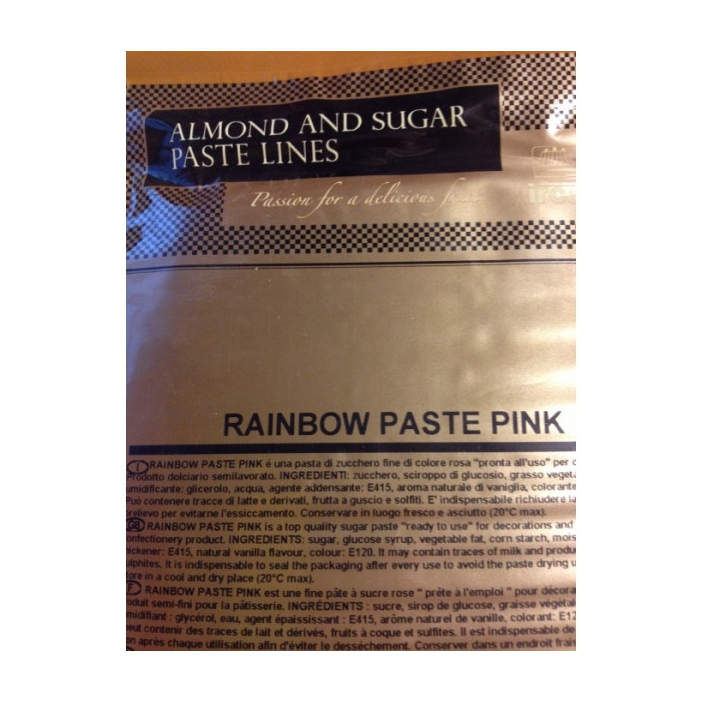 ALMOND AND SUGAR
PASTE LINES
Passion for a delicious
RAINBOW PASTE PINK
I RAINBOW PASTE PINK é una pasta di zucchero fine di colore rosa "pronta all'uso" per
Prodotto dolciario semilavorato. INGREDIENTI: zucchero, sciroppo di glucosio, grasso
umidificante: glicerolo, acqua, agente addensante: E415, aroma naturale di vaniglia, colorante
Può contenere tracce di latte e derivati, frutta a guscio e solfiti. E' indispensabile richiudere
per evitarne l'essiccamento. Conservare in luogo fresco e asciutto (20°C max).
GB RAINBOW PASTE PINK is a top quality sugar paste "ready to use" for decorations and
confectionery product. INGREDIENTS: sugar, glucose syrup, vegetable fat, corn starch,
thickener: E415, natural vanilla flavour, colour: E120. It may contain traces of milk and
sulphites. It is indispensable to seal the packaging after every use to avoid the paste drying
in a cool and dry place (20°C max).
F RAINBOW PASTE PINK est une fine pâte à sucre rose " prête à l'emploi " pour
semi-fini pour la pâtisserie. INGRÉDIENTS : sucre, sirop de glucose, graisse
: glycérol, eau, agent épaississant : E415, arôme naturel de vanille, colorant:
peut contenir des traces de lait et dérivés, fruits à coque et sulfites. Il est indispensable de
après chaque utilisation afin d'éviter le dessèchement. Conserver dans un endroit frais